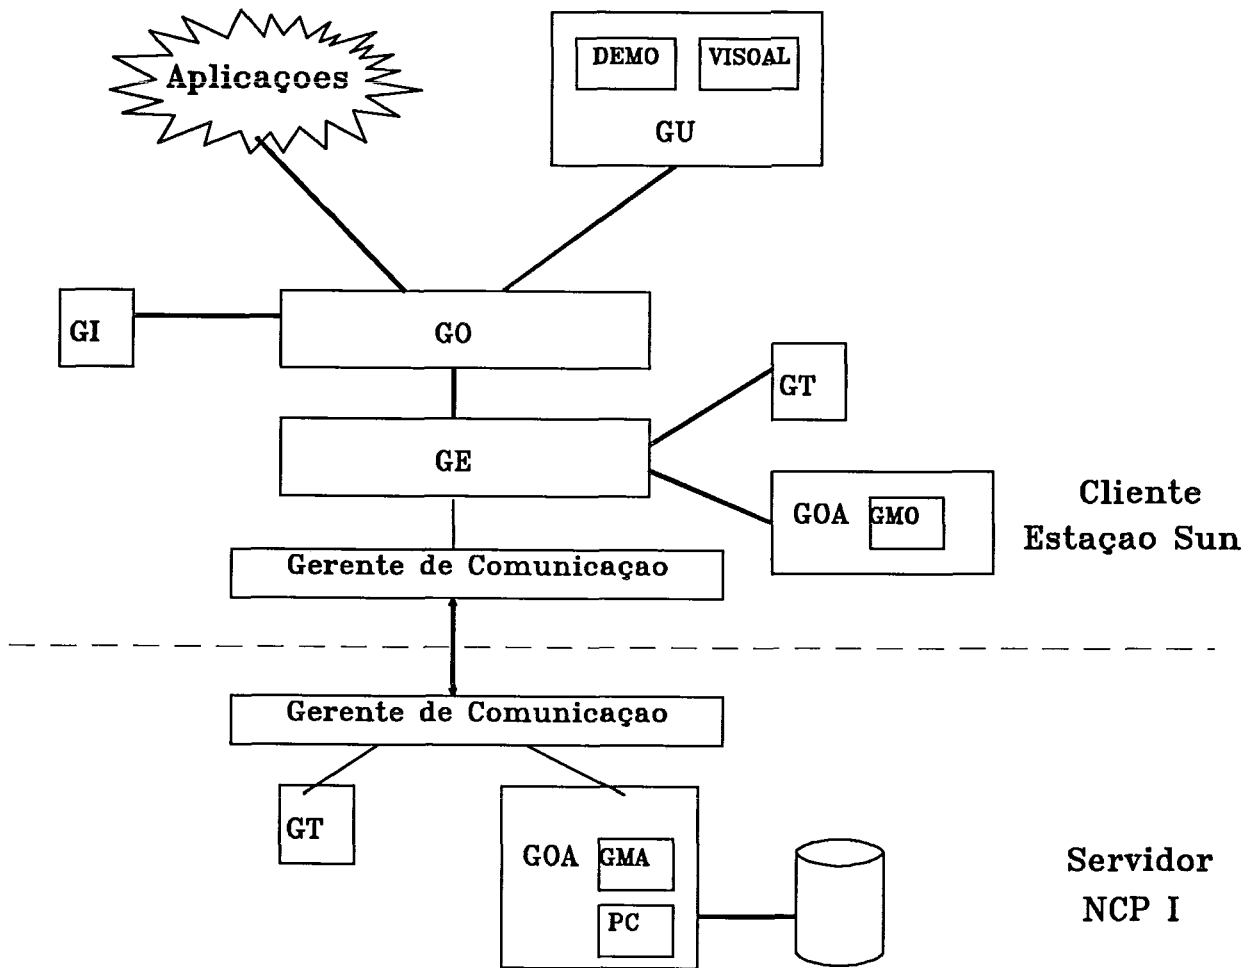 Aplicaçoes
DEMO
VISOAL
GU
GI
GO
GT
GE
GOA
GMO
Cliente
Estaçao Sun
Gerente de Comunicaçao
Gerente de Comunicaçao
GT
GOA
GMA
PC
Servidor
NCP I